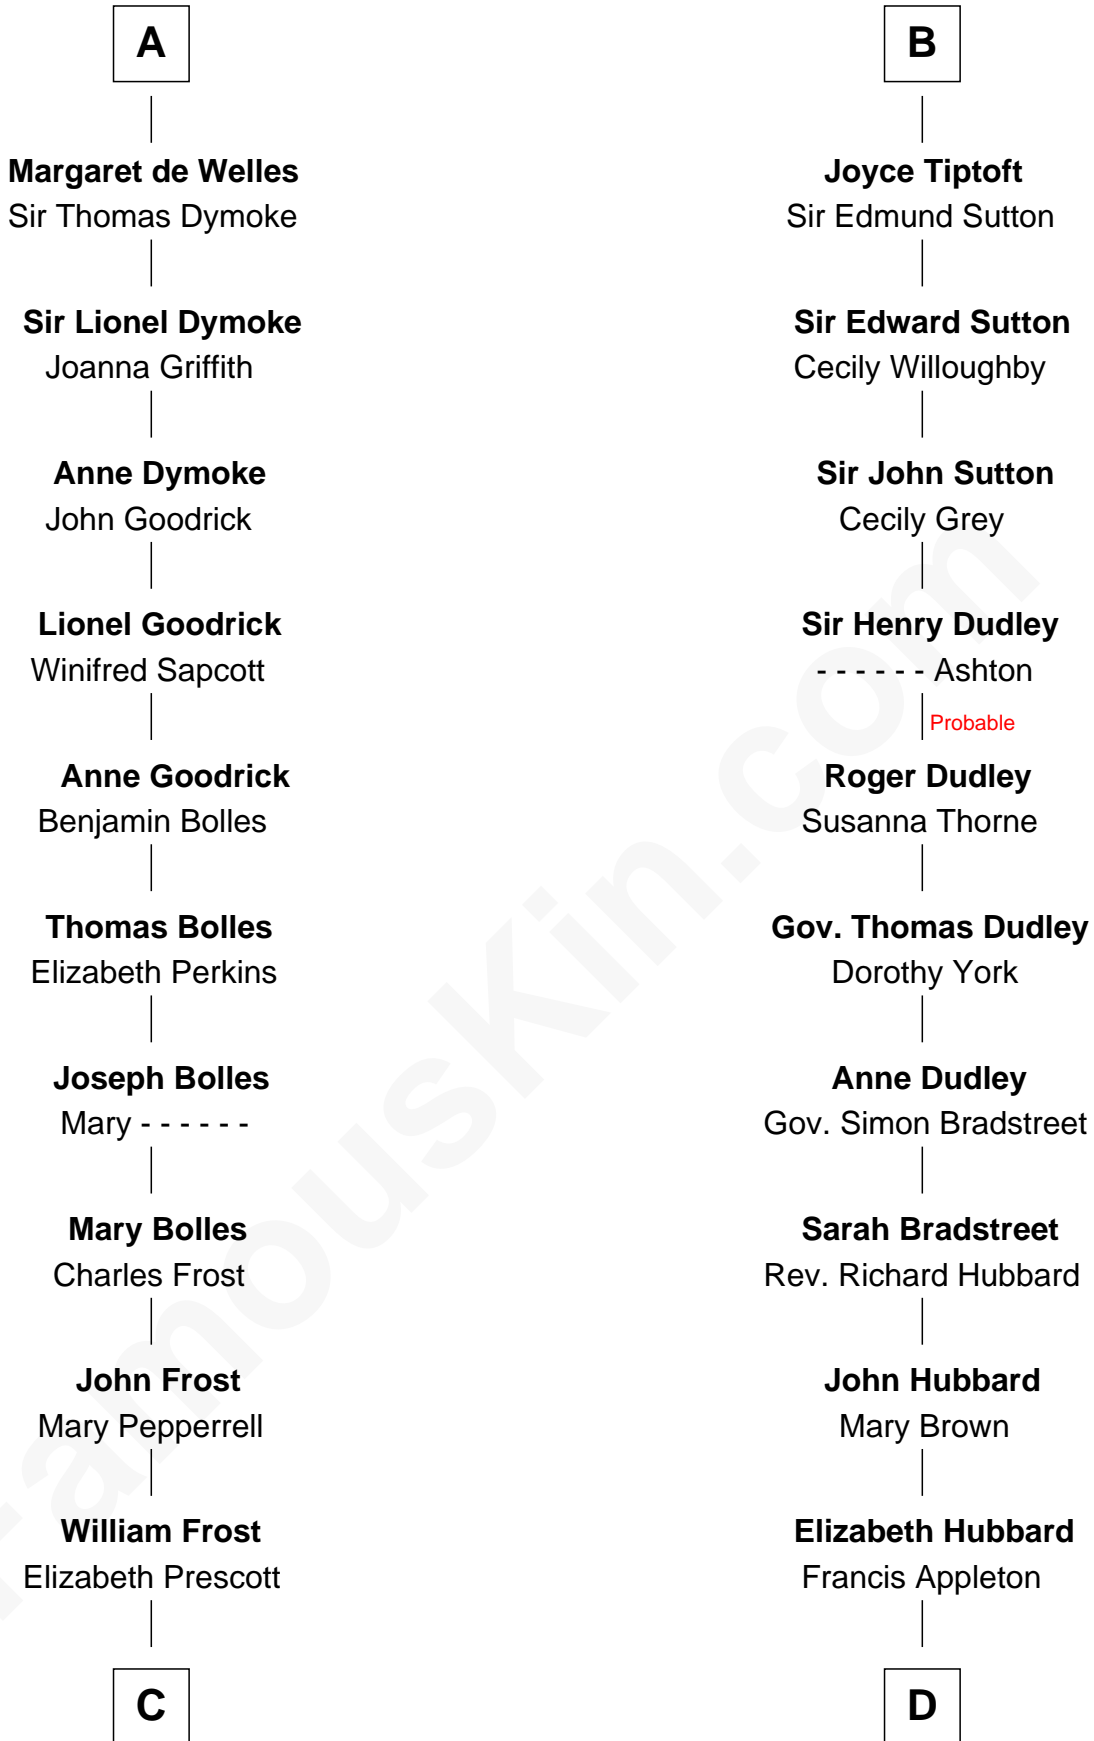 A
Margaret de Welles
Sir Thomas Dymoke
Sir Lionel Dymoke
Joanna Griffith
Anne Dymoke
John Goodrick
Lionel Goodrick
Winifred Sapcott
Anne Goodrick
Benjamin Bolles
Thomas Bolles
Elizabeth Perkins
Joseph Bolles
Mary - - - - - -
Mary Bolles
Charles Frost
John Frost
Mary Pepperrell
William Frost
Elizabeth Prescott
C
B
Joyce Tiptoft
Sir Edmund Sutton
Sir Edward Sutton
Cecily Willoughby
Sir John Sutton
Cecily Grey
Sir Henry Dudley
- - - - - - Ashton
Probable
Roger Dudley
Susanna Thorne
Gov. Thomas Dudley
Dorothy York
Anne Dudley
Gov. Simon Bradstreet
Sarah Bradstreet
Rev. Richard Hubbard
John Hubbard
Mary Brown
Elizabeth Hubbard
Francis Appleton
D
FamousKin.com